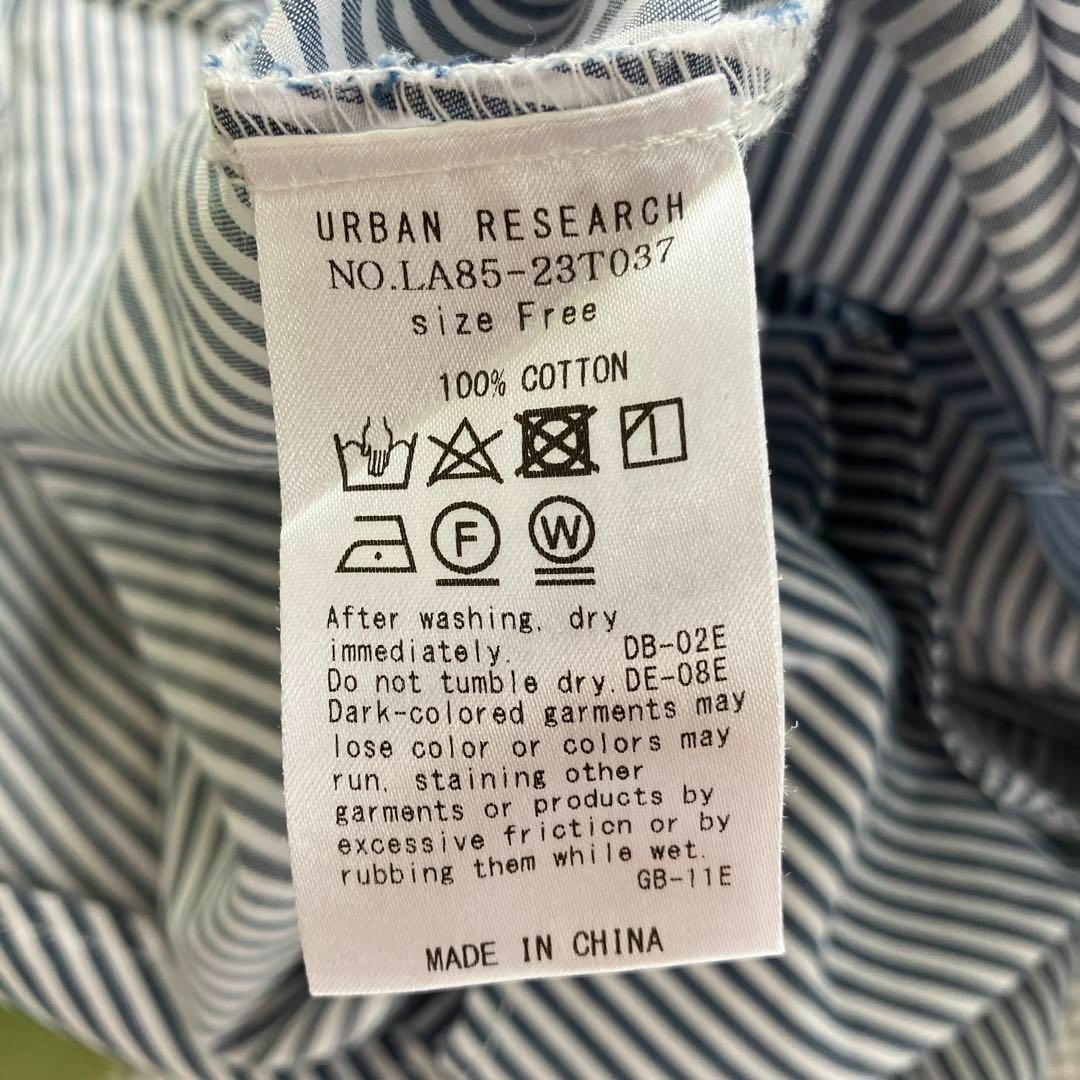 URBAN RESEARCH
NO.LA85-23T037
size Free
100% COTTON
F W
After washing, dry
immediately. DB-02E
Do not tumble dry. DE-08E
Dark-colored garments may
lose color or colors may
run, staining other
garments or products by
excessive friction or by
rubbing them while wet.
GB-11E
MADE IN CHINA